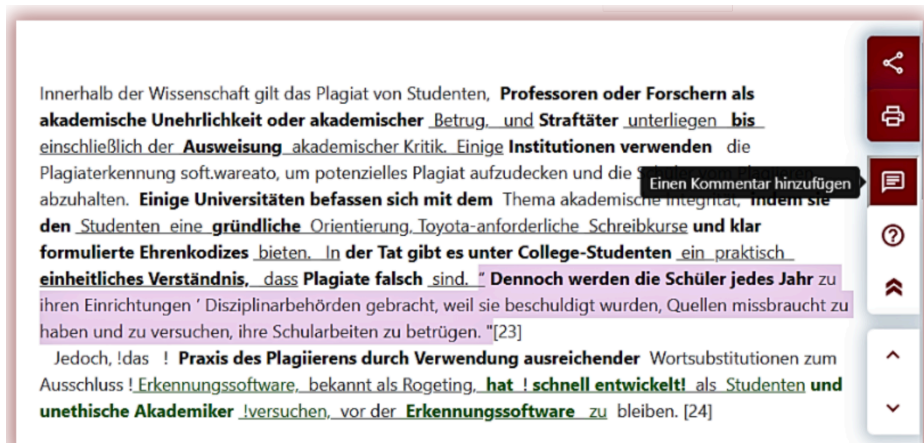 Innerhalb der Wissenschaft gilt das Plagiat von Studenten, Professoren oder Forschern als
akademische Unehrlichkeit oder akademischer Betrug, und Straftäter unterliegen bis
einschließlich der Ausweisung akademischer Kritik. Einige Institutionen verwenden die
Plagiaterkennung soft.wareato, um potenzielles Plagiat aufzudecken und die
abzuhalten. Einige Universitäten befassen sich mit dem Thema akademische Integrität, indem sie
Einen Kommentar hinzufügen
den Studenten eine gründliche Orientierung, Toyota-anforderliche Schreibkurse und klar
formulierte Ehrenkodizes bieten. In der Tat gibt es unter College-Studenten ein praktisch
einheitliches Verständnis, dass Plagiate falsch sind. " Dennoch werden die Schüler jedes Jahr zu
ihren Einrichtungen ' Disziplinarbehörden gebracht, weil sie beschuldigt wurden, Quellen missbraucht zu
haben und zu versuchen, ihre Schularbeiten zu betrügen. "[23]
Jedoch, !das ! Praxis des Plagiierens durch Verwendung ausreichender Wortsubstitutionen zum
Ausschluss ! Erkennungssoftware, bekannt als Rogeting, hat ! schnell entwickelt! als Studenten und
unethische Akademiker !versuchen, vor der Erkennungssoftware zu bleiben. [24]